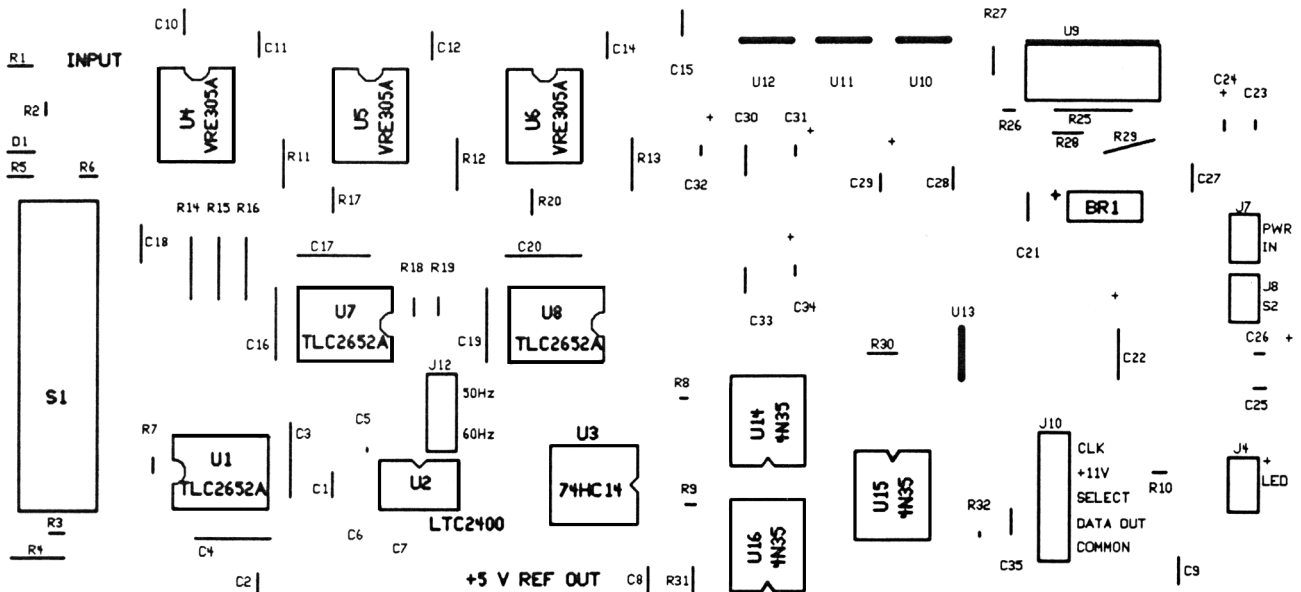 C10
C11
C12
C14
C15
R27
U9
R1
INPUT
U4
VRE305A
U5
VRE305A
U6
VRE305A
U12
U11
U10
C24
+
C23
R2
+
C30
C31
+
+
R26
R25
R28
R29
D1
R5
R6
R11
R12
R13
C32
C29
C28
C27
R17
R20
+
BR1
R14
R15
R16
C18
C17
C20
+
C21
J7
PWR
IN
R18
R19
C33
C34
U13
+
J8
S2
U7
TLC2652A
U8
TLC2652A
C16
C19
R30
C22
C26
+
J12
50Hz
60Hz
S1
R8
U14
4N35
C25
R7
U1
TLC2652A
C3
C5
U3
J10
CLK
+11V
SELECT
DATA OUT
COMMON
J4
+
LED
C1
U2
LTC2400
74HC14
R9
U15
4N35
R32
R10
R3
R4
C4
C6
C7
U16
4N35
C35
C2
+5 V REF OUT
C8
R31
C9